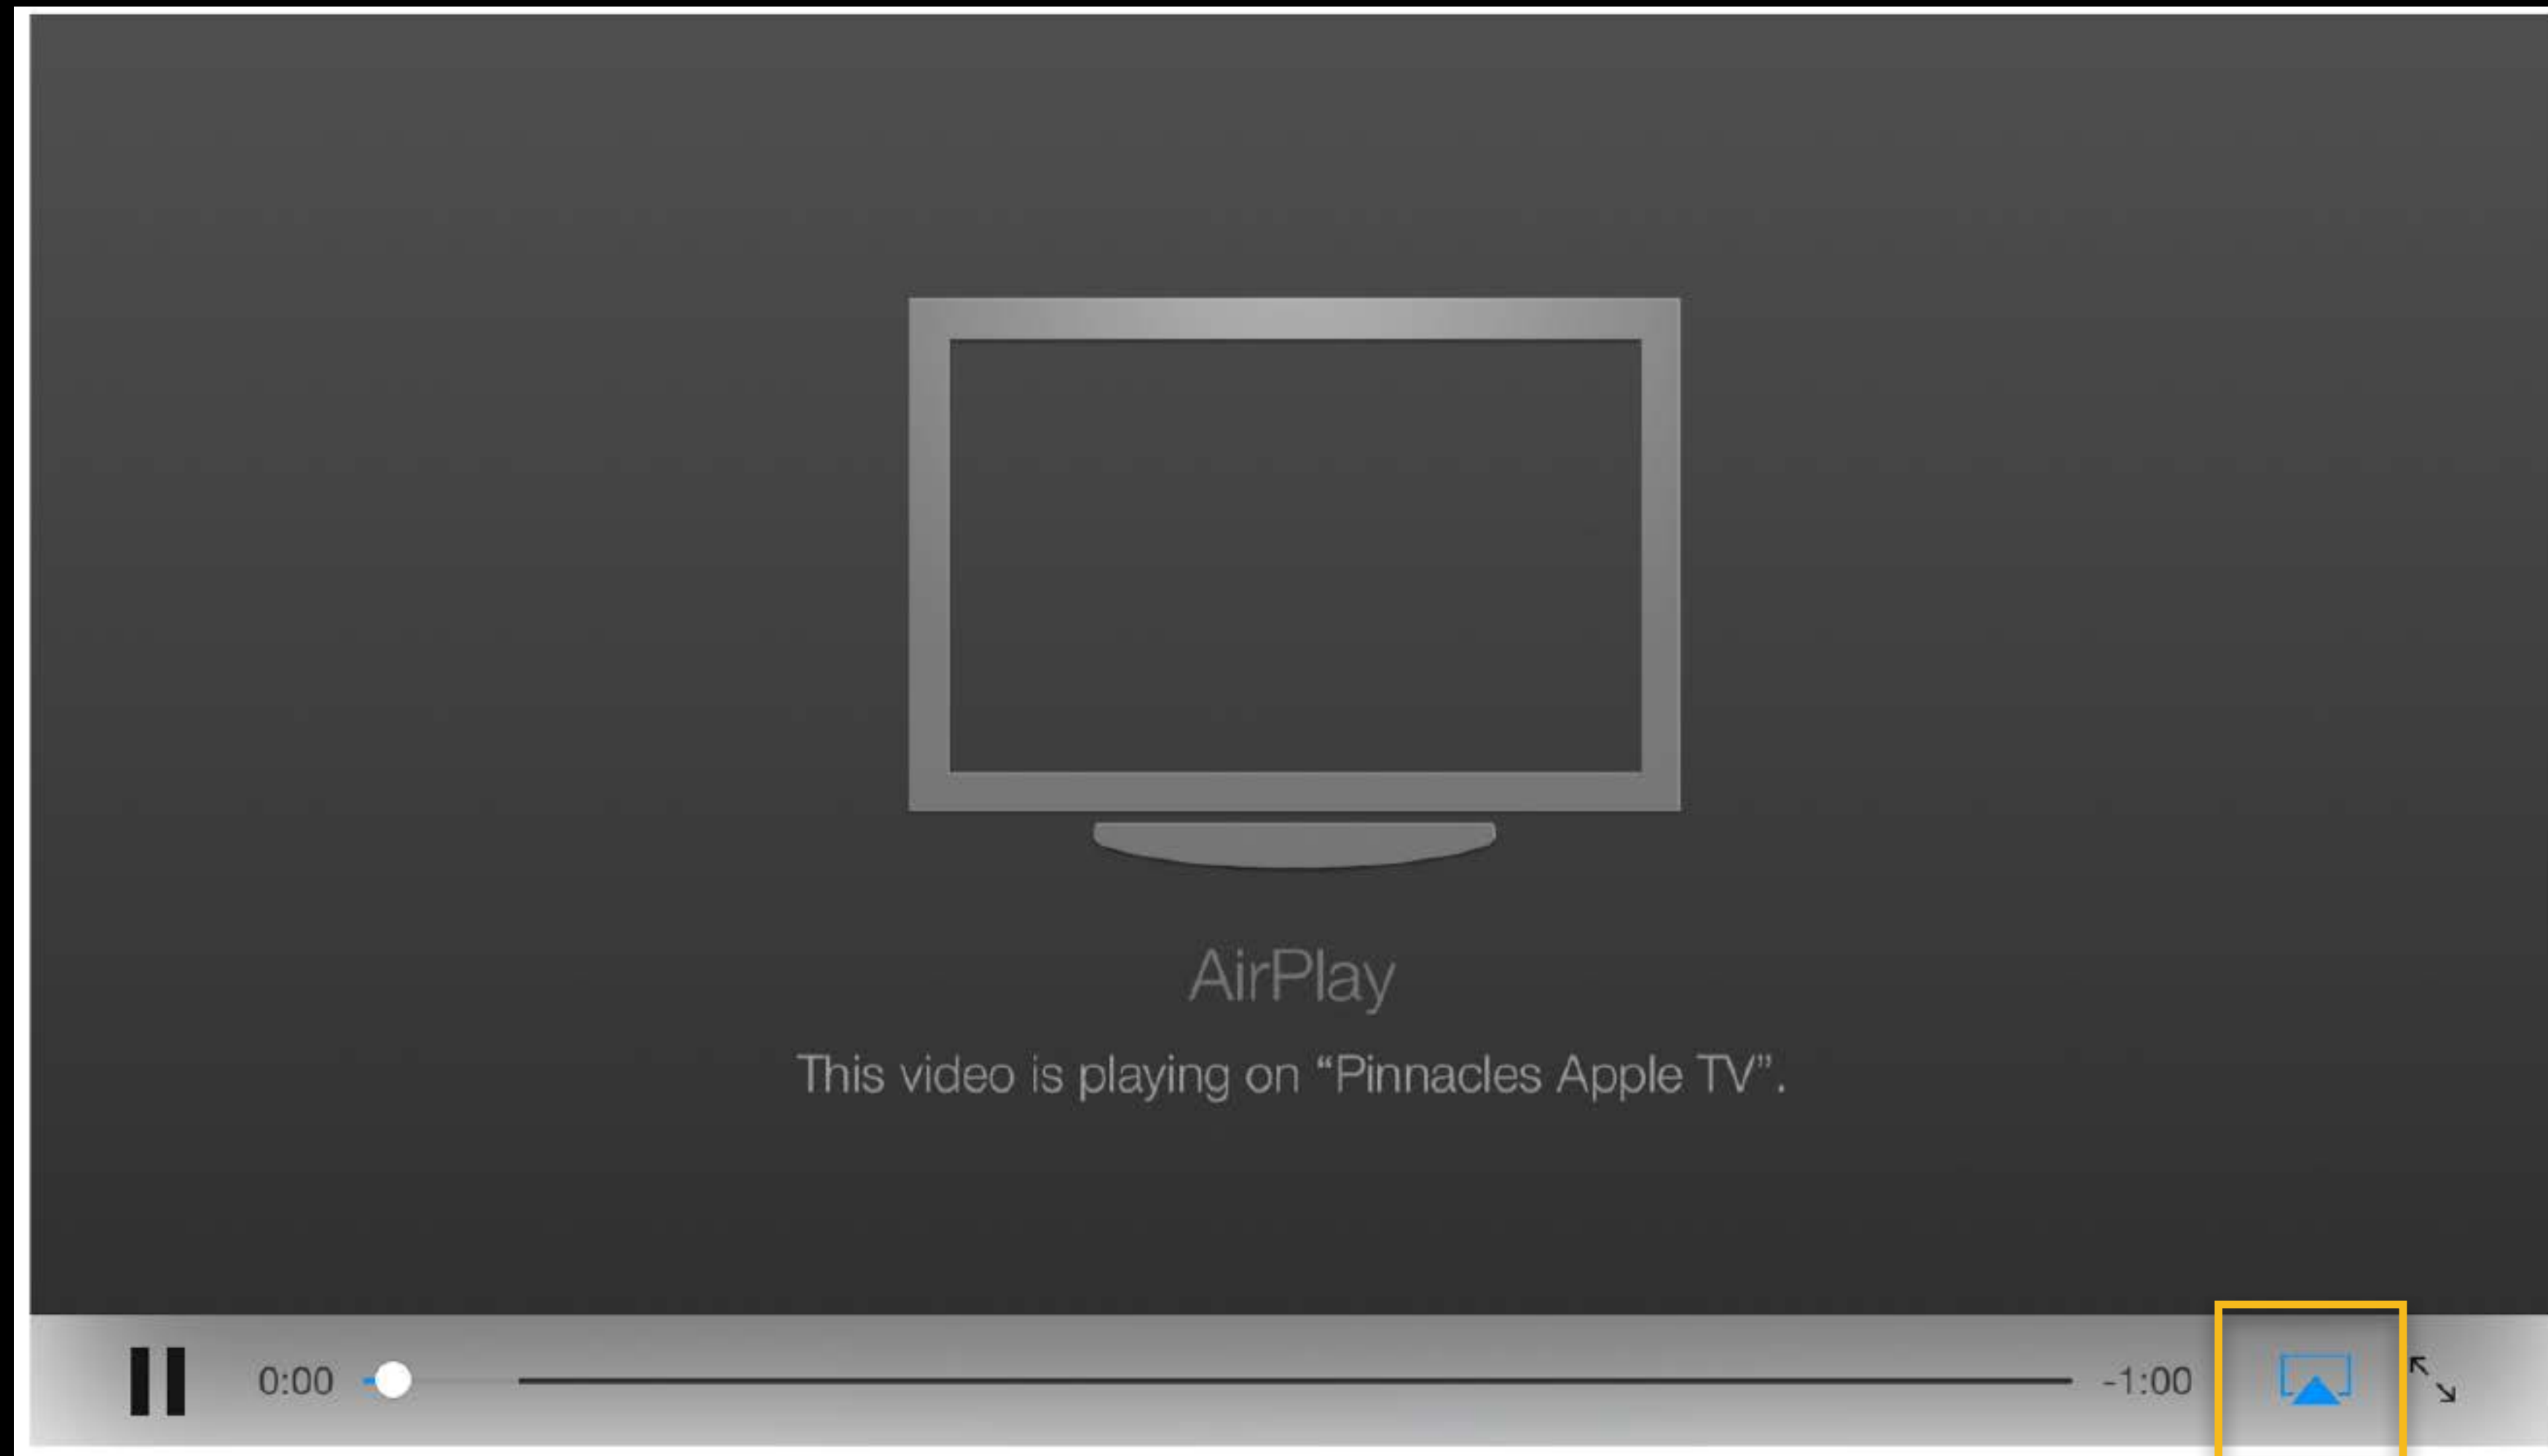 AirPlay
This video is playing on “Pinnacles Apple TV”.
0:00 -1:00